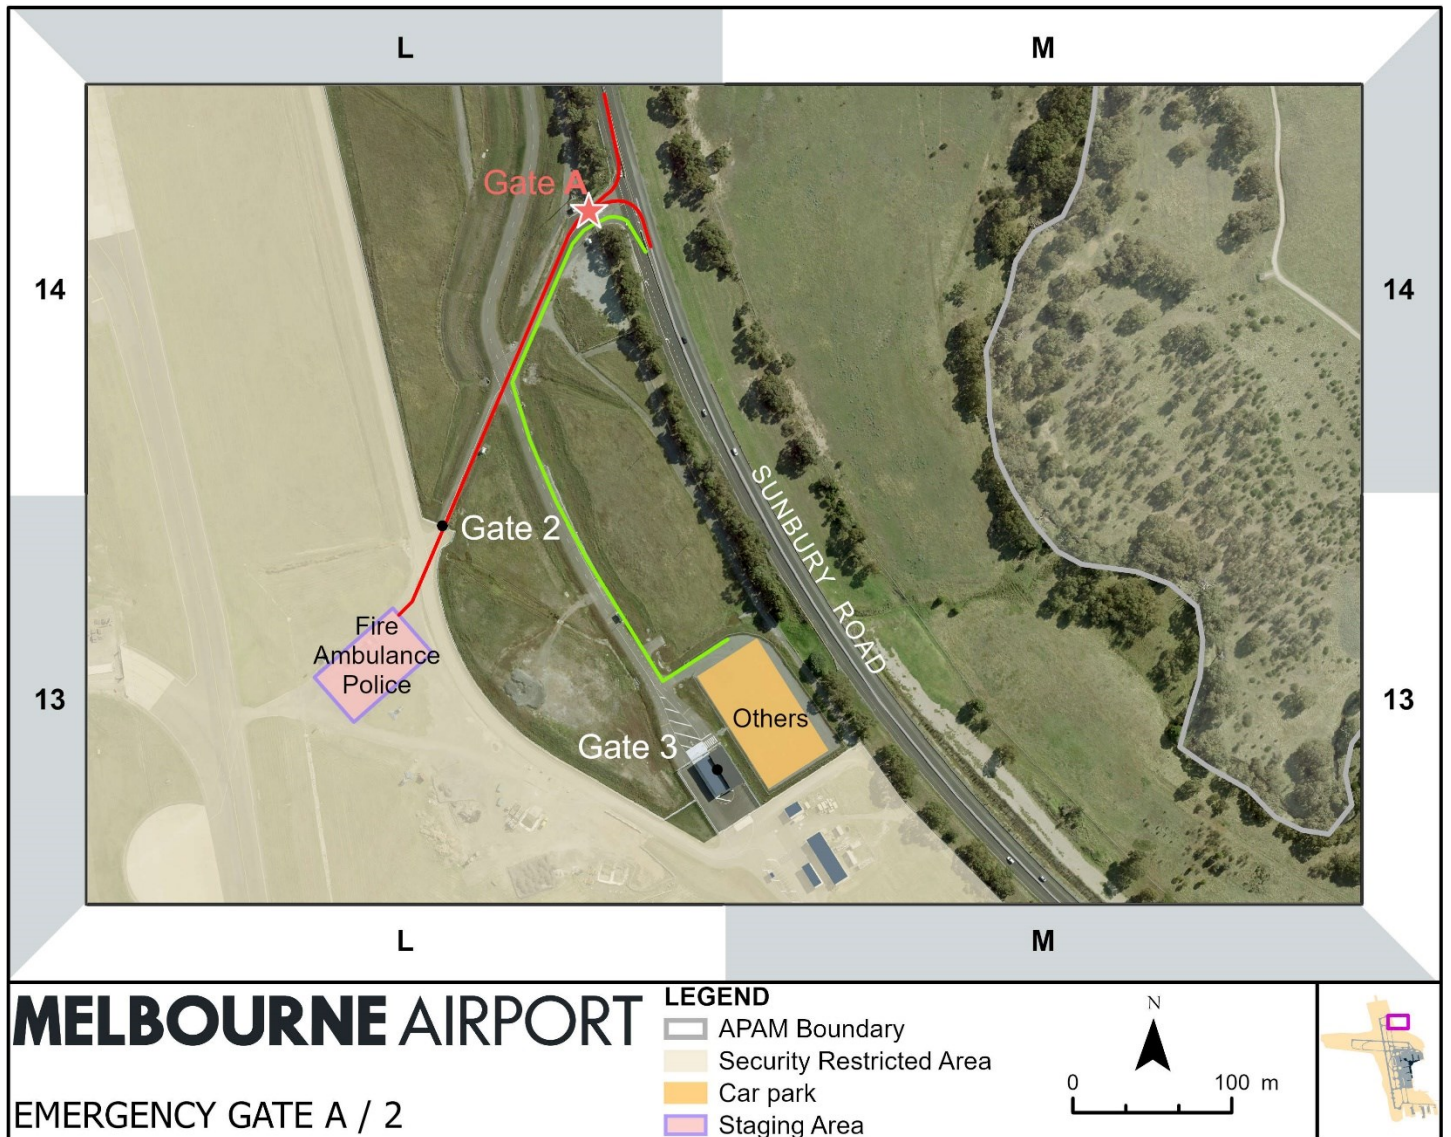 L M
Gate A
14 14
SUNBURY ROAD
Gate 2
Fire
Ambulance
Police
13 13
Others
Gate 3
L M
MELBOURNE AIRPORT
EMERGENCY GATE A / 2
LEGEND
APAM Boundary
Security Restricted Area
Car park
Staging Area
N
0 100 m